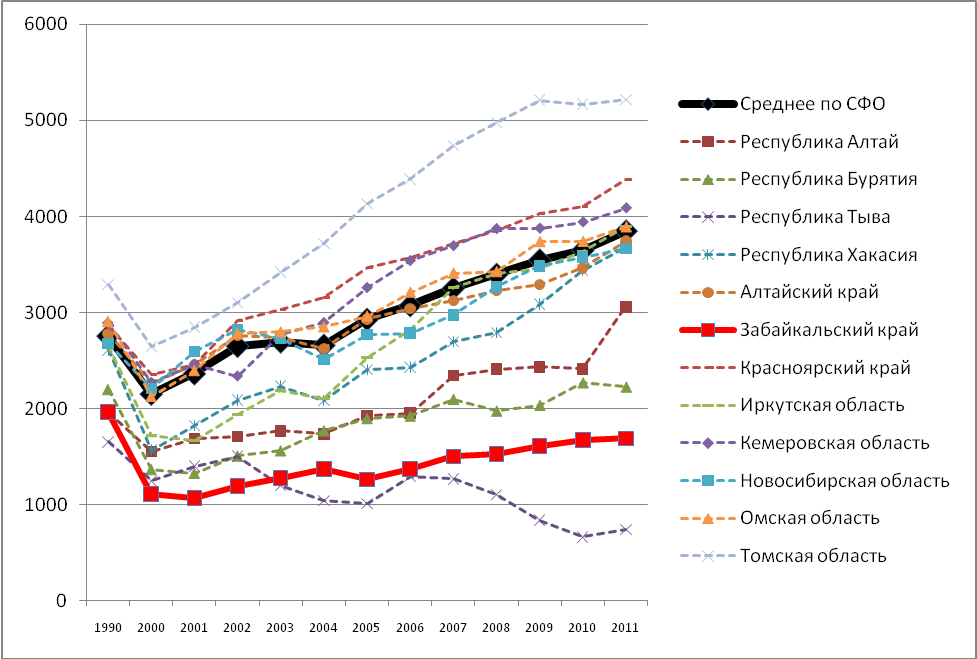 6000
5000
4000
3000
2000
1000
0
1990 2000 2001 2002 2003 2004 2005 2006 2007 2008 2009 2010 2011
Среднее по СФО
Республика Алтай
Республика Бурятия
Республика Тыва
Республика Хакасия
Алтайский край
Забайкальский край
Красноярский край
Иркутская область
Кемеровская область
Новосибирская область
Омская область
Томская область